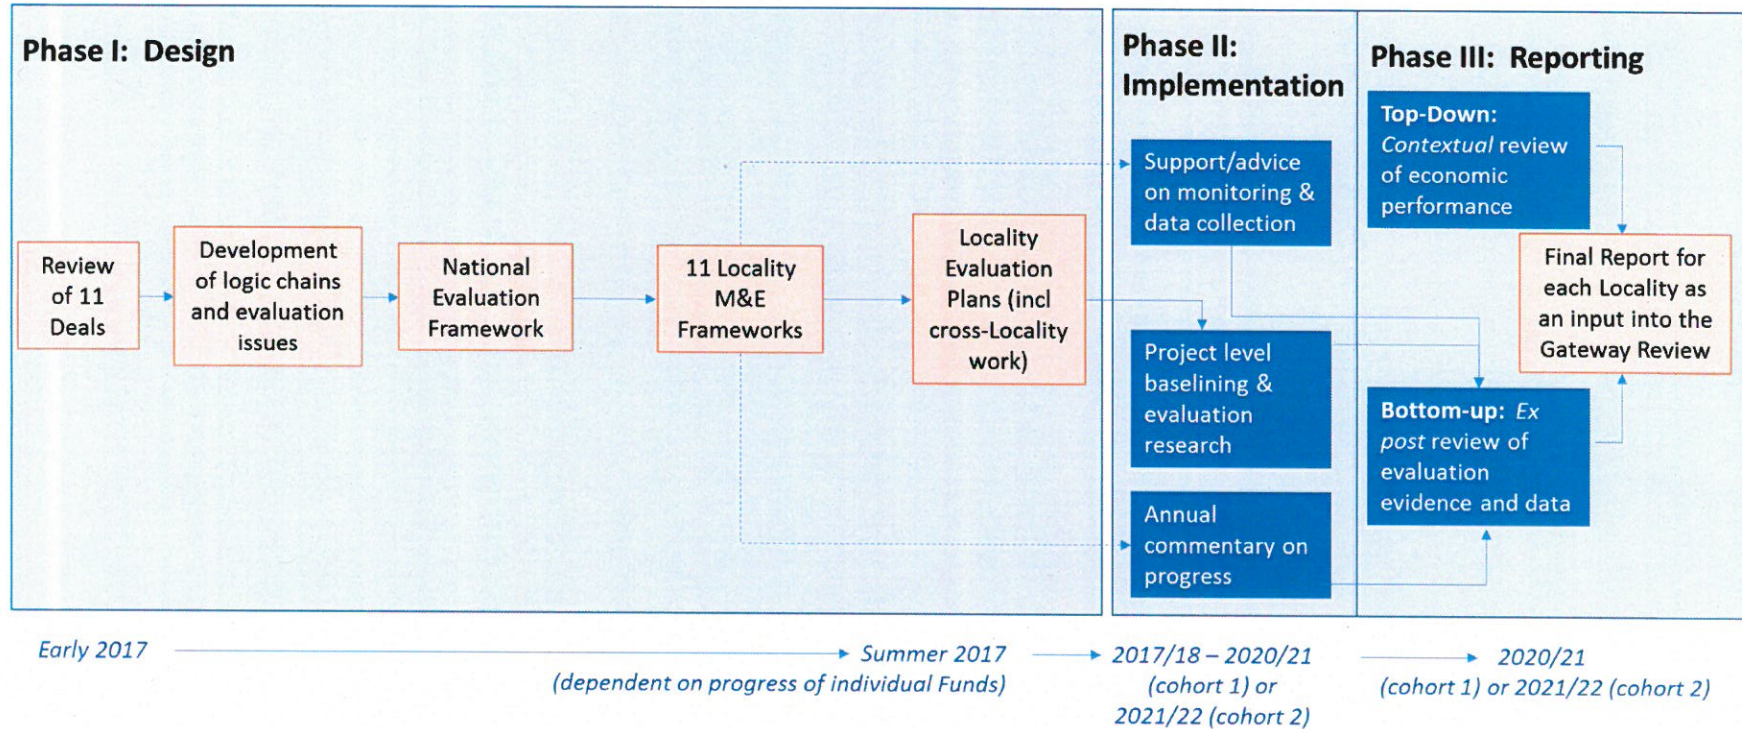 Phase I:  Design
Review
of 11
Deals
Development
of logic chains
and evaluation
issues
National
Evaluation
Framework
11 Locality
M&E
Frameworks
Locality
Evaluation
Plans (incl
cross-Locality
work)
Phase II:
Implementation
Support/advice
on monitoring &
data collection
Project level
baselining &
evaluation
research
Annual
commentary on
progress
Phase III:  Reporting
Top-Down:
Contextual review
of economic
performance
Final Report for
each Locality as
an input into the
Gateway Review
Bottom-up: Ex
post review of
evaluation
evidence and data
Early 2017
Summer 2017
(dependent on progress of individual Funds)
2017/18 – 2020/21
(cohort 1) or
2021/22 (cohort 2)
2020/21
(cohort 1) or 2021/22 (cohort 2)